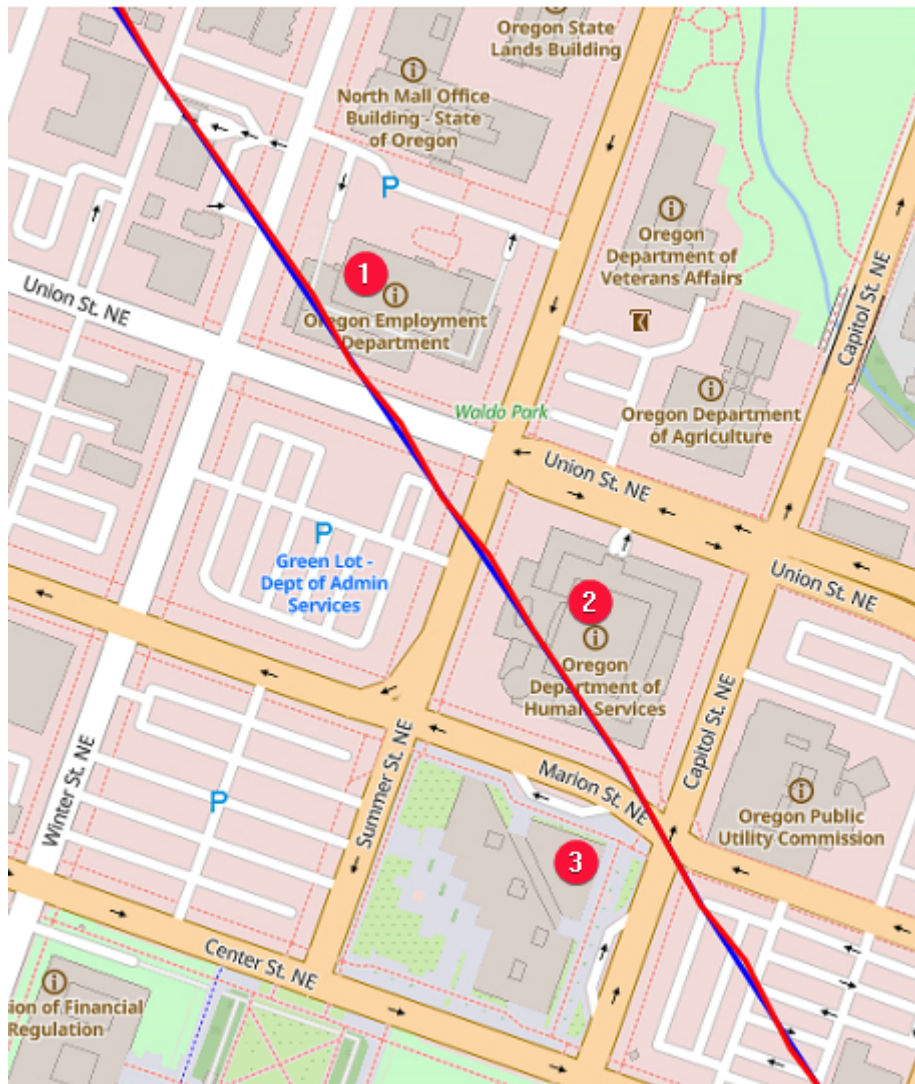 Oregon State
Lands Building
North Mall Office
Building - State
of Oregon
P
Oregon
Department of
Veterans Affairs
Capitol St. NE
Union St. NE
1
Oregon Employment
Department
Waldo Park
Oregon Department
of Agriculture
Union St. NE
P
Green Lot -
Dept of Admin
Services
2
Union St. NE
Oregon
Department of
Human Services
Capitol St. NE
Winter St. NE
Summer St. NE
Marion St. NE
P
Oregon Public
Utility Commission
3
Center St. NE
sion of Financial
Regulation